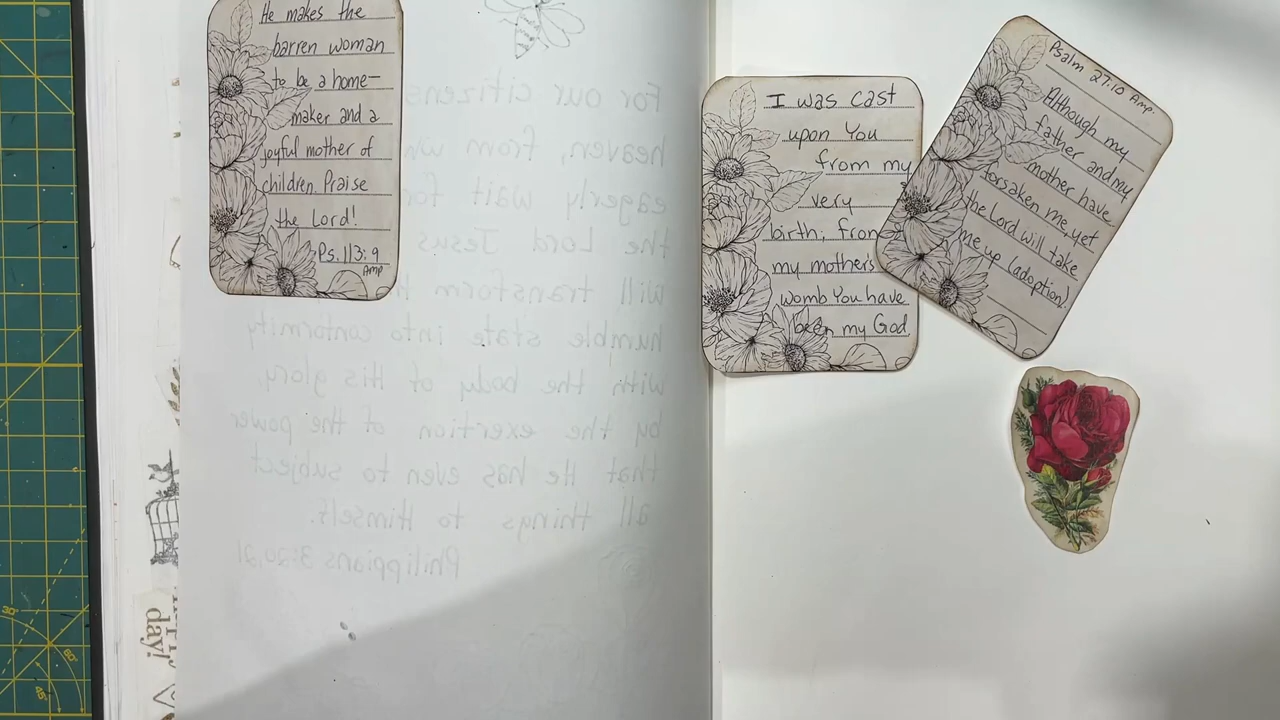 He makes the
barren woman
to be a home-
maker and a
joyful mother of
children. Praise
the Lord!
Ps. 113:9
Amp
For our citizens
heaven, from
eagerly wait for
the Lord Jesus
will transform
humble state into conformity
with the body of His glory,
by the exertion of the power
that He has even to subject
all things to Himself.
Philippians 3:20,21
day!
I was cast
upon You
from my
very
birth; from
my mothers
womb You have
been my God
Psalm 27:10 Amp.
Although my
father and my
mother have
forsaken me, yet
the Lord will take
me up (adoption).